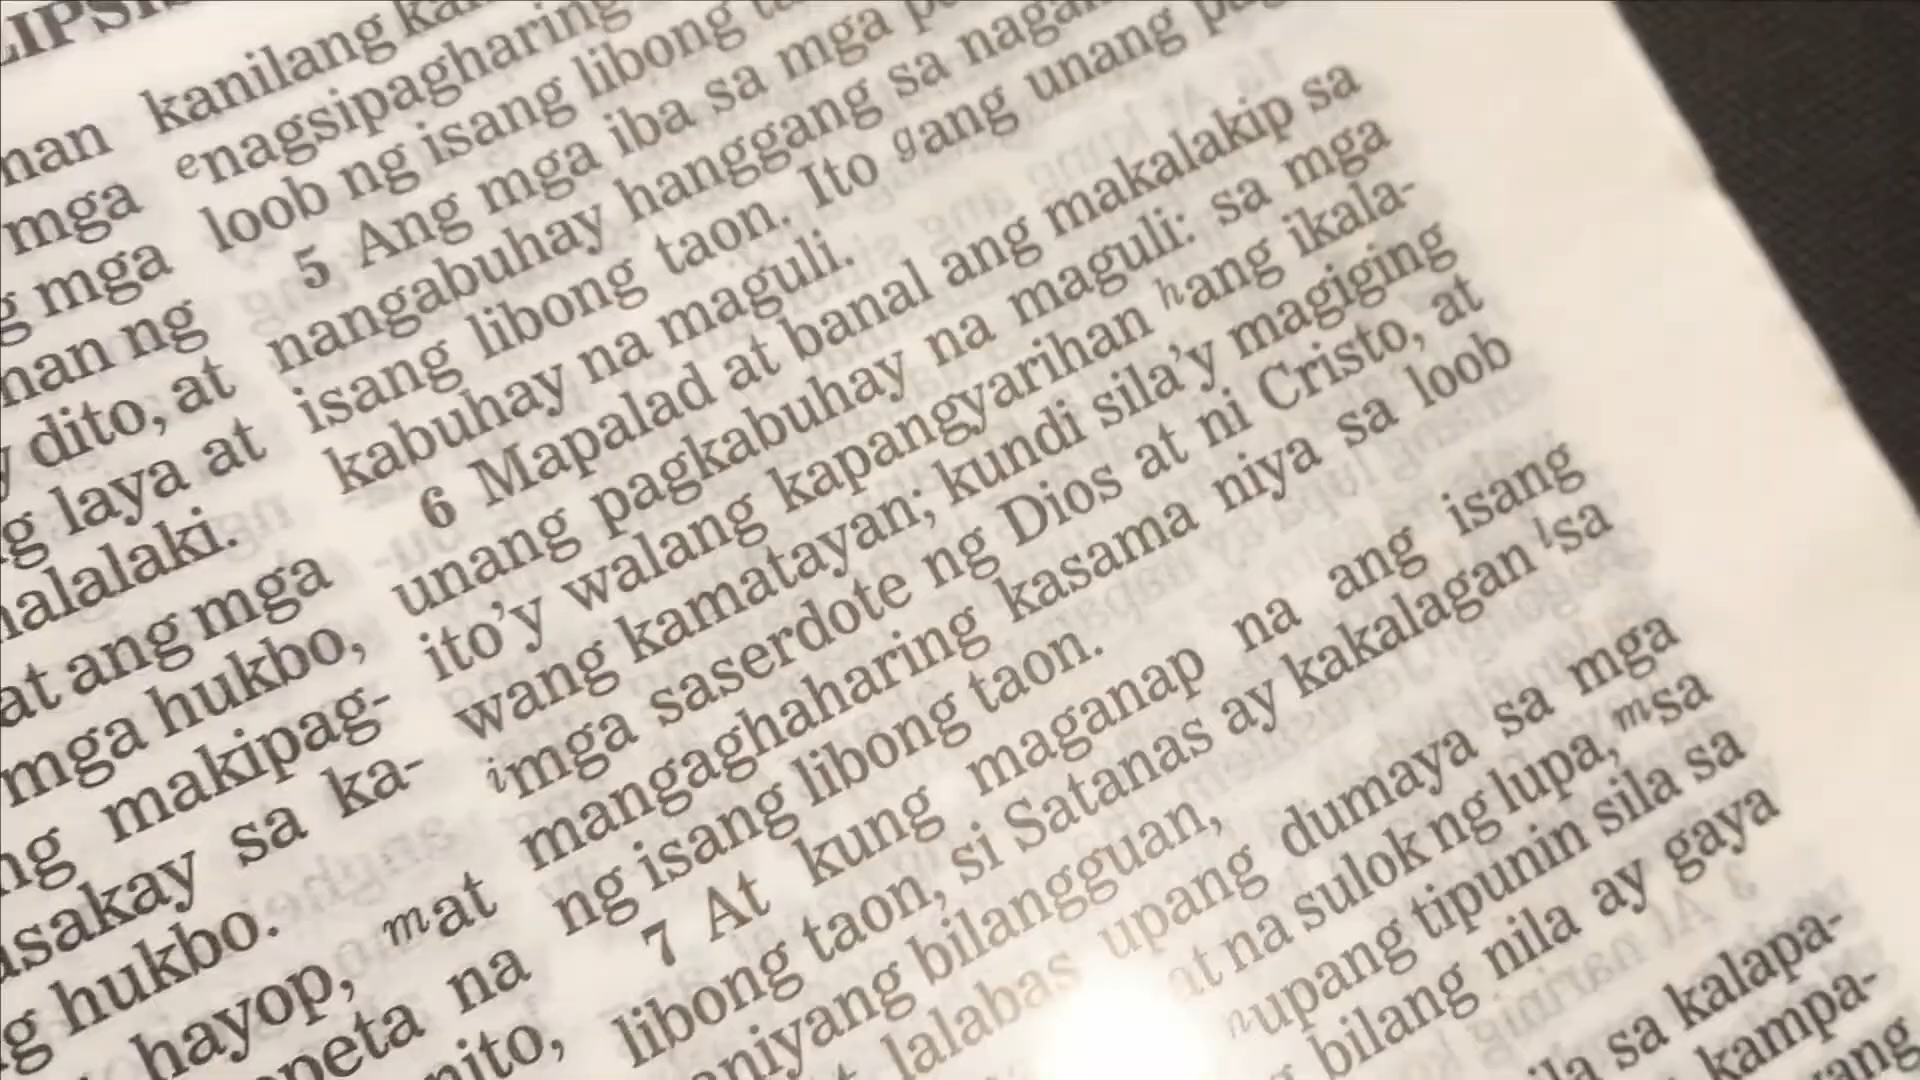 LIPSIS
nan
mga
g mga
nan ng
y dito, at
g laya at
nalalaki.
at ang mga
mga hukbo,
ng makipag-
asakay sa ka-
g hukbo.
hayop, mat
peta na
nito,
kanilang
enagsipagharing
loob ng isang libong
5 Ang mga iba sa mga
nangabuhay hanggang sa
isang libong taon. Ito gang unang
kabuhay na maguli.
6 Mapalad at banal ang makalakip sa
unang pagkabuhay na maguli: sa mga
ito'y walang kapangyarihan hang ikala-
wang kamatayan; kundi sila'y magiging
imga saserdote ng Dios at ni Cristo, at
mangaghaharing kasama niya sa loob
ng isang libong taon.
7 At kung maganap na ang isang
libong taon, si Satanas ay kakalagan lsa
aniyang bilangguan,
lalabas upang dumaya sa mga
at na sulok ng lupa, msa
nupang tipunin sila sa
bilang nila ay gaya
sa kalapa-
kampa-